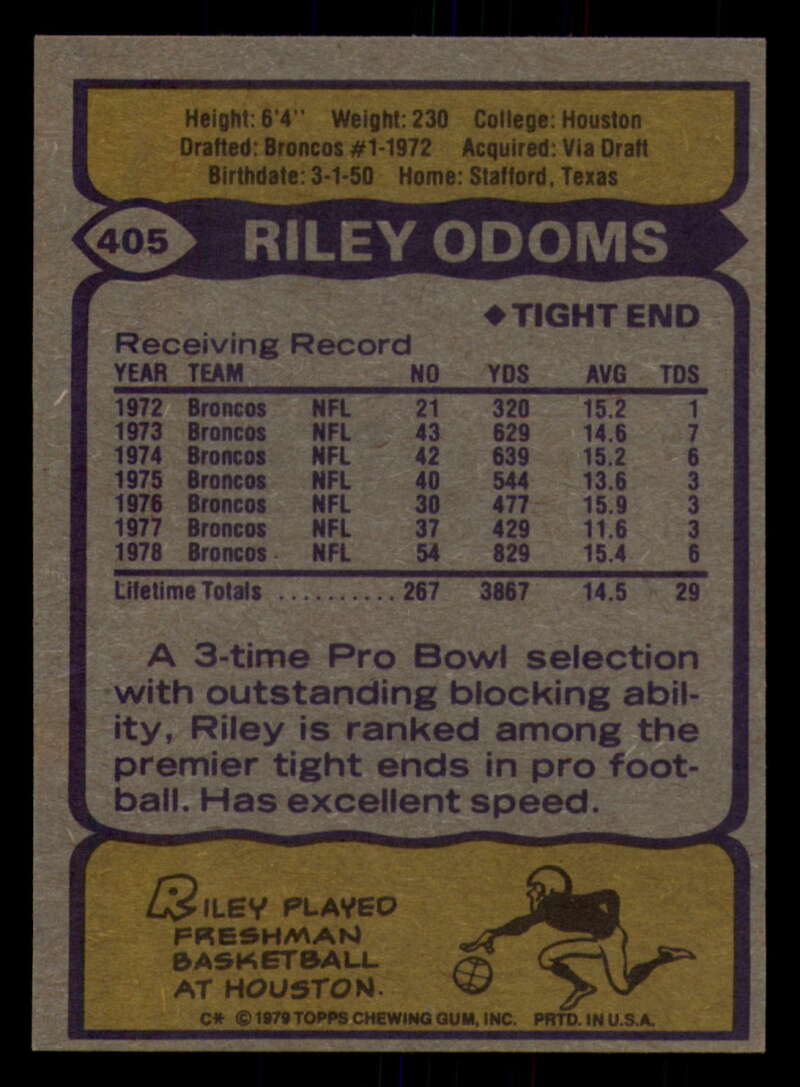 Height: 6'4" Weight: 230 College: Houston
Drafted: Broncos #1-1972 Acquired: Via Draft
Birthdate: 3-1-50 Home: Stafford, Texas
405 RILEY ODOMS
◆ TIGHT END
Receiving Record
YEAR TEAM NO YDS AVG TDS
1972 Broncos NFL 21 320 15.2 1
1973 Broncos NFL 43 629 14.6 7
1974 Broncos NFL 42 639 15.2 6
1975 Broncos NFL 40 544 13.6 3
1976 Broncos NFL 30 477 15.9 3
1977 Broncos NFL 37 429 11.6 3
1978 Broncos NFL 54 829 15.4 6
Lifetime Totals .......... 267 3867 14.5 29
A 3-time Pro Bowl selection
with outstanding blocking abil-
ity, Riley is ranked among the
premier tight ends in pro foot-
ball. Has excellent speed.
RILEY PLAYED
FRESHMAN
BASKETBALL
AT HOUSTON.
C* © 1979 TOPPS CHEWING GUM, INC. PRTD. IN U.S.A.